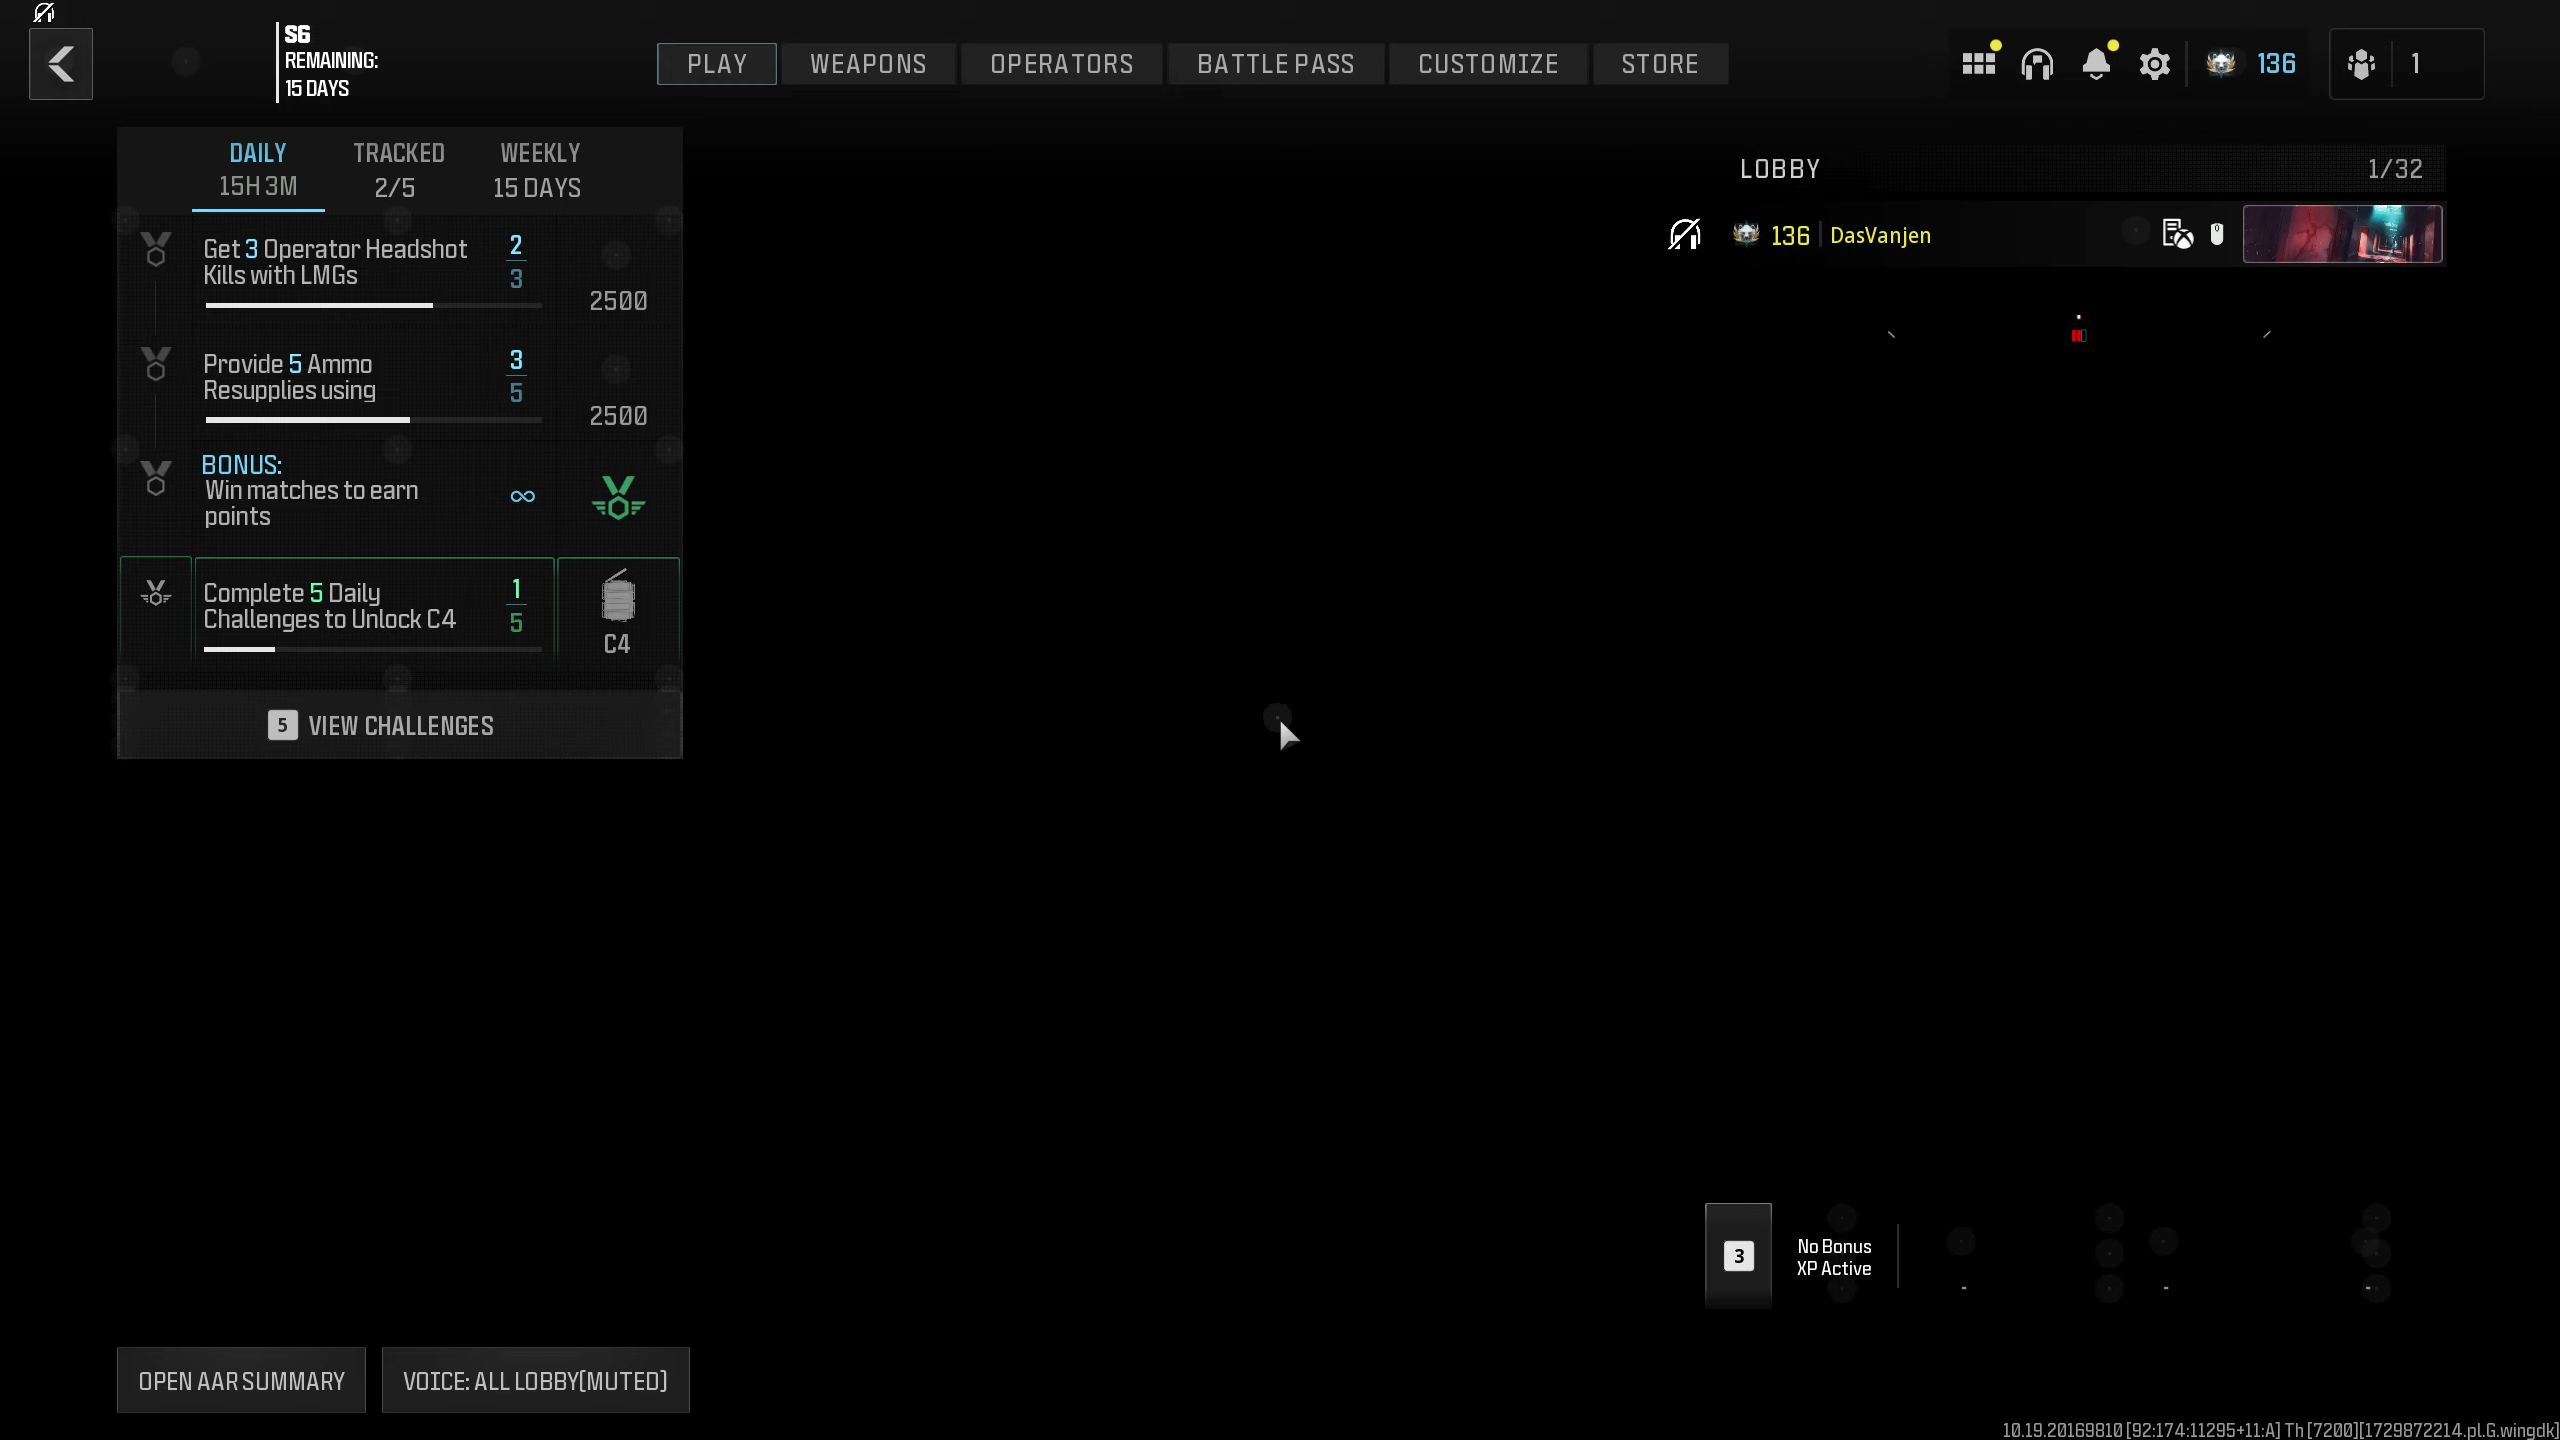 S6
REMAINING:
15 DAYS
PLAY
WEAPONS
OPERATORS
BATTLE PASS
CUSTOMIZE
STORE
136
1
DAILY
15H 3M
TRACKED
2/5
WEEKLY
15 DAYS
Get 3 Operator Headshot
Kills with LMGs
2
3
2500
Provide 5 Ammo
Resupplies using
3
5
2500
BONUS:
Win matches to earn
points
∞
Complete 5 Daily
Challenges to Unlock C4
1
5
C4
5 VIEW CHALLENGES
LOBBY
1/32
136 DasVanjen
3
No Bonus
XP Active
OPEN AAR SUMMARY
VOICE: ALL LOBBY[MUTED]
10.19.20169810 [92:174:11295+11:A] Th [7200][1729872214.pl.G.wingdk]